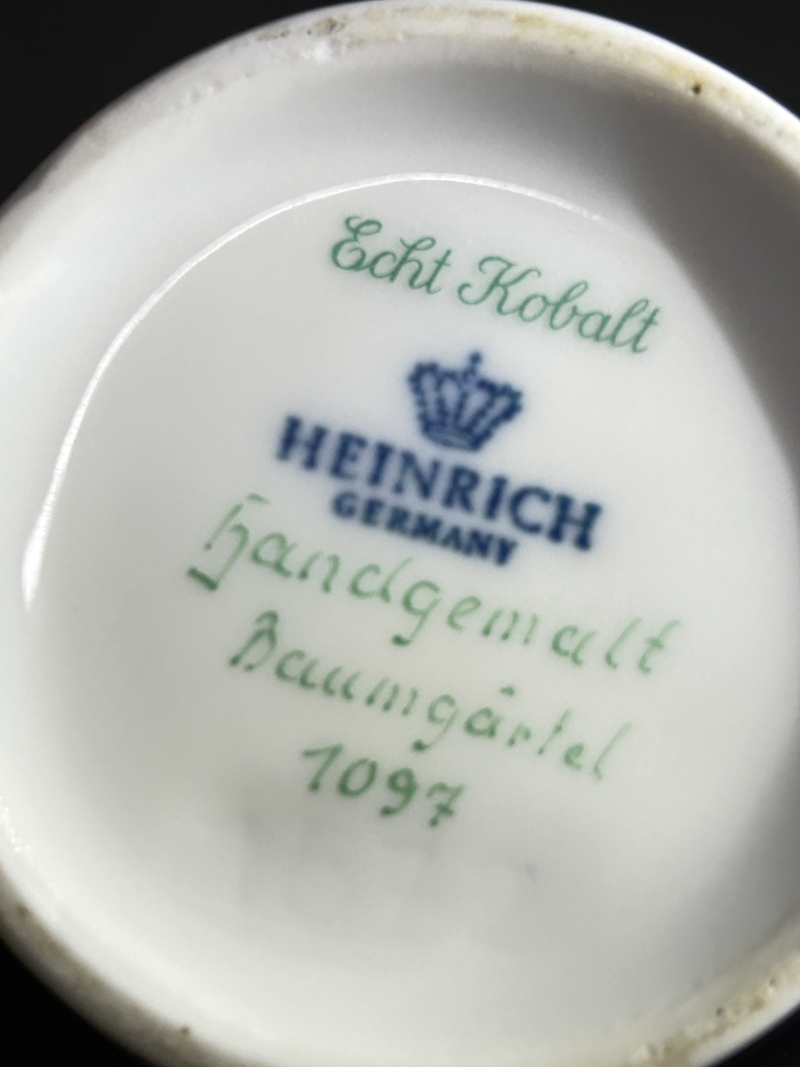 Echt Kobalt
HEINRICH
GERMANY
Handgemalt
Baumgärtel
1097